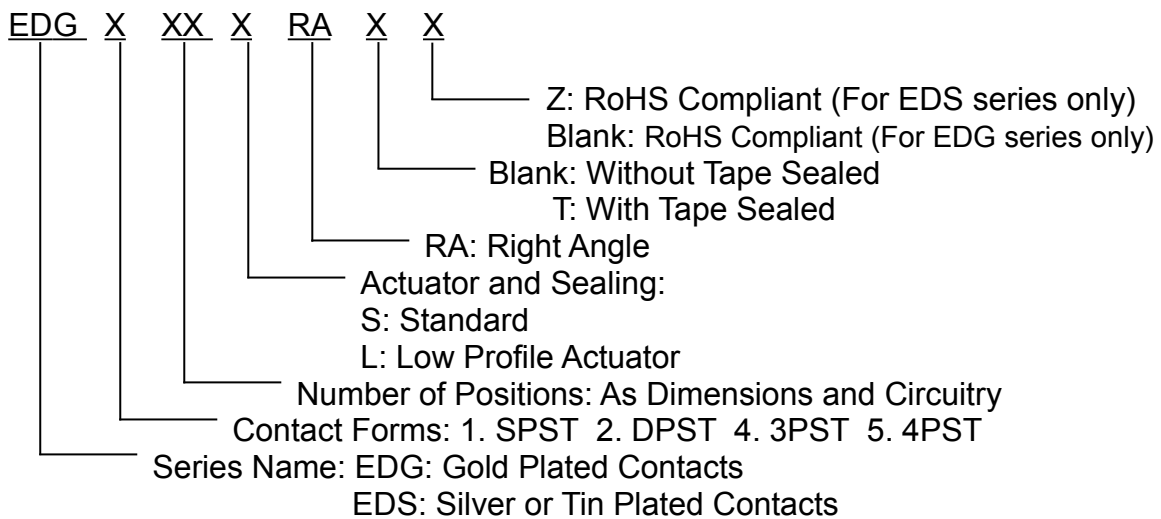 EDG X XX X RA X X
Z: RoHS Compliant (For EDS series only)
Blank: RoHS Compliant (For EDG series only)
Blank: Without Tape Sealed
T: With Tape Sealed
RA: Right Angle
Actuator and Sealing:
S: Standard
L: Low Profile Actuator
Number of Positions: As Dimensions and Circuitry
Contact Forms: 1. SPST 2. DPST 4. 3PST 5. 4PST
Series Name: EDG: Gold Plated Contacts
EDS: Silver or Tin Plated Contacts